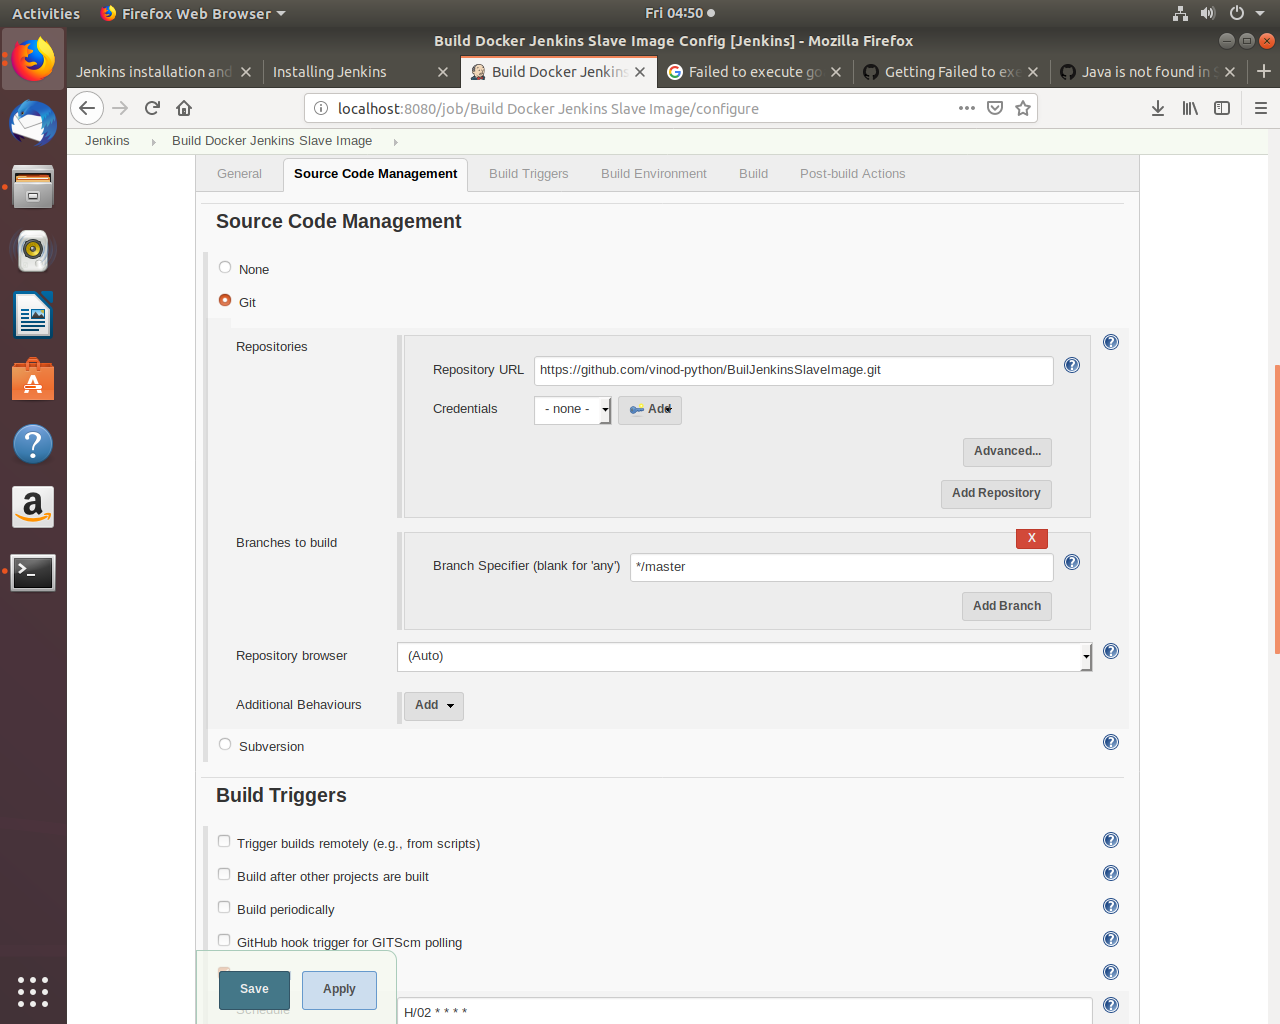 Activities
Firefox Web Browser
Fri 04:50
Build Docker Jenkins Slave Image Config [Jenkins] - Mozilla Firefox
Jenkins installation and
Installing Jenkins
Build Docker Jenkins
Failed to execute go
Getting Failed to exe
Java is not found in S
localhost:8080/job/Build Docker Jenkins Slave Image/configure
Jenkins
Build Docker Jenkins Slave Image
General
Source Code Management
Build Triggers
Build Environment
Build
Post-build Actions
Source Code Management
None
Git
Repositories
Repository URL
https://github.com/vinod-python/BuilJenkinsSlaveImage.git
Credentials
- none -
Add
Advanced...
Add Repository
Branches to build
X
Branch Specifier (blank for 'any')
*/master
Add Branch
Repository browser
(Auto)
Additional Behaviours
Add
Subversion
Build Triggers
Trigger builds remotely (e.g., from scripts)
Build after other projects are built
Build periodically
GitHub hook trigger for GITScm polling
Save
Apply
Schedule
H/02 * * * *